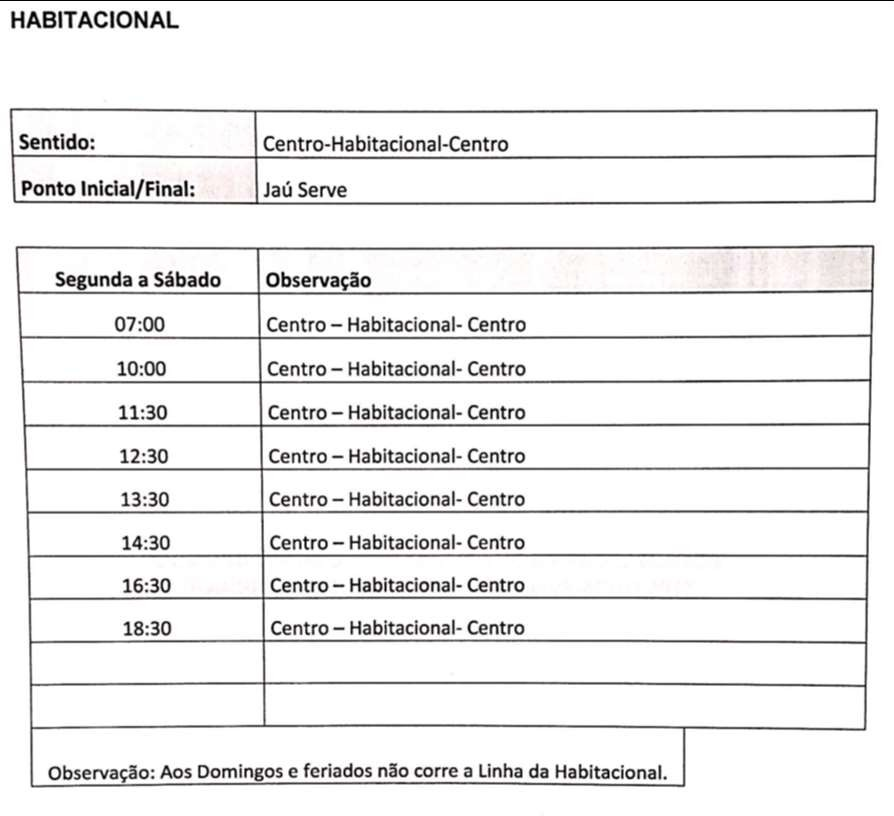 HABITACIONAL
Sentido: Centro-Habitacional-Centro
Ponto Inicial/Final: Jaú Serve
Segunda a Sábado Observação
07:00 Centro – Habitacional- Centro
10:00 Centro – Habitacional- Centro
11:30 Centro – Habitacional- Centro
12:30 Centro – Habitacional- Centro
13:30 Centro – Habitacional- Centro
14:30 Centro – Habitacional- Centro
16:30 Centro – Habitacional- Centro
18:30 Centro – Habitacional- Centro
Observação: Aos Domingos e feriados não corre a Linha da Habitacional.